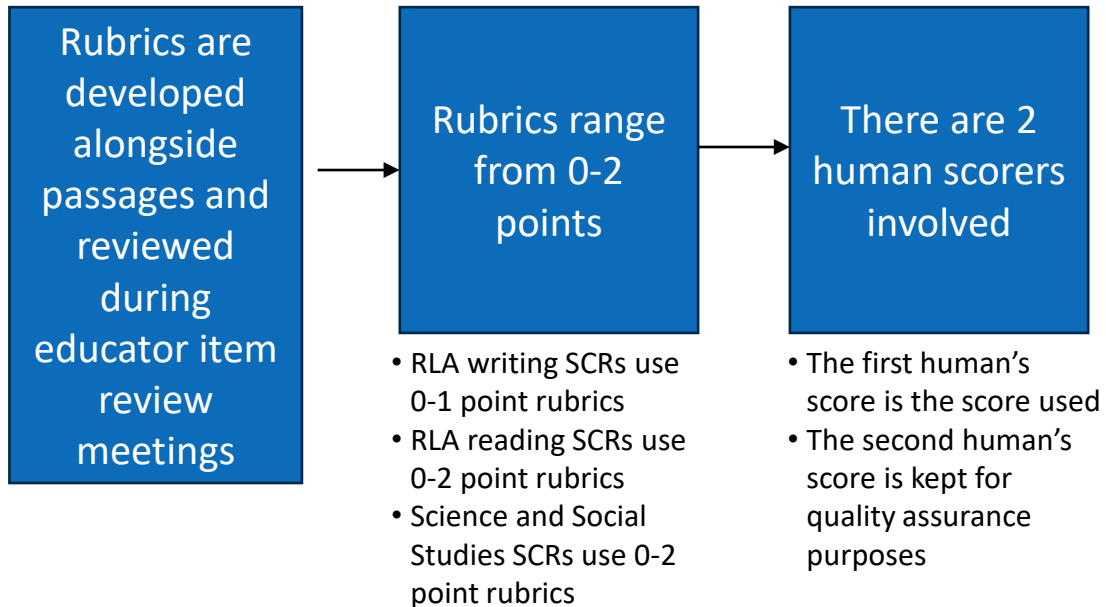 Rubrics are
developed
alongside
passages and
reviewed
during
educator item
review
meetings
Rubrics range
from 0-2
points
• RLA writing SCRs use
0-1 point rubrics
• RLA reading SCRs use
0-2 point rubrics
• Science and Social
Studies SCRs use 0-2
point rubrics
There are 2
human scorers
involved
• The first human’s
score is the score used
• The second human’s
score is kept for
quality assurance
purposes